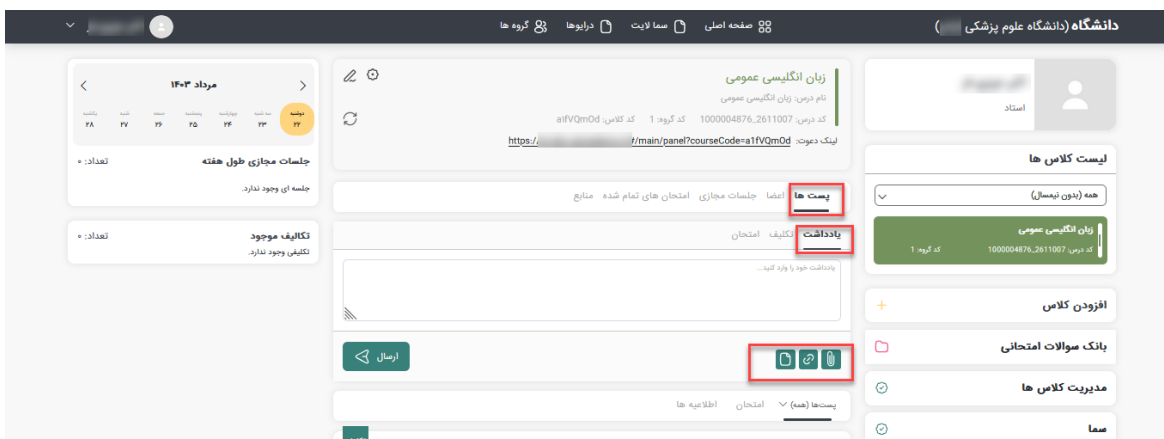 دانشگاه (دانشگاه علوم پزشکی )
صفحه اصلی
سما لایت
درایوها
گروه ها
استاد
لیست کلاس ها
همه (بدون نیمسال)
زبان انگلیسی عمومی
کد درس: 2611007_1000004876
کد گروه: 1
افزودن کلاس
بانک سوالات امتحانی
مدیریت کلاس ها
سما
زبان انگلیسی عمومی
نام درس: زبان انگلیسی عمومی
کد درس: 2611007_1000004876 کد گروه: 1 کد کلاس: a1fVQmOd
لینک دعوت: https:/ #/main/panel?courseCode=a1fVQmOd
پست ها اعضا جلسات مجازی امتحان های تمام شده منابع
یادداشت تکلیف امتحان
یادداشت خود را وارد کنید...
ارسال
پست‌ها (همه) امتحان اطلاعیه ها
مرداد ۱۴۰۳
دوشنبه سه شنبه چهارشنبه پنجشنبه جمعه شنبه یکشنبه
۲۲ ۲۳ ۲۴ ۲۵ ۲۶ ۲۷ ۲۸
جلسات مجازی طول هفته
تعداد: ۰
جلسه ای وجود ندارد.
تکالیف موجود
تعداد: ۰
تکلیفی وجود ندارد.